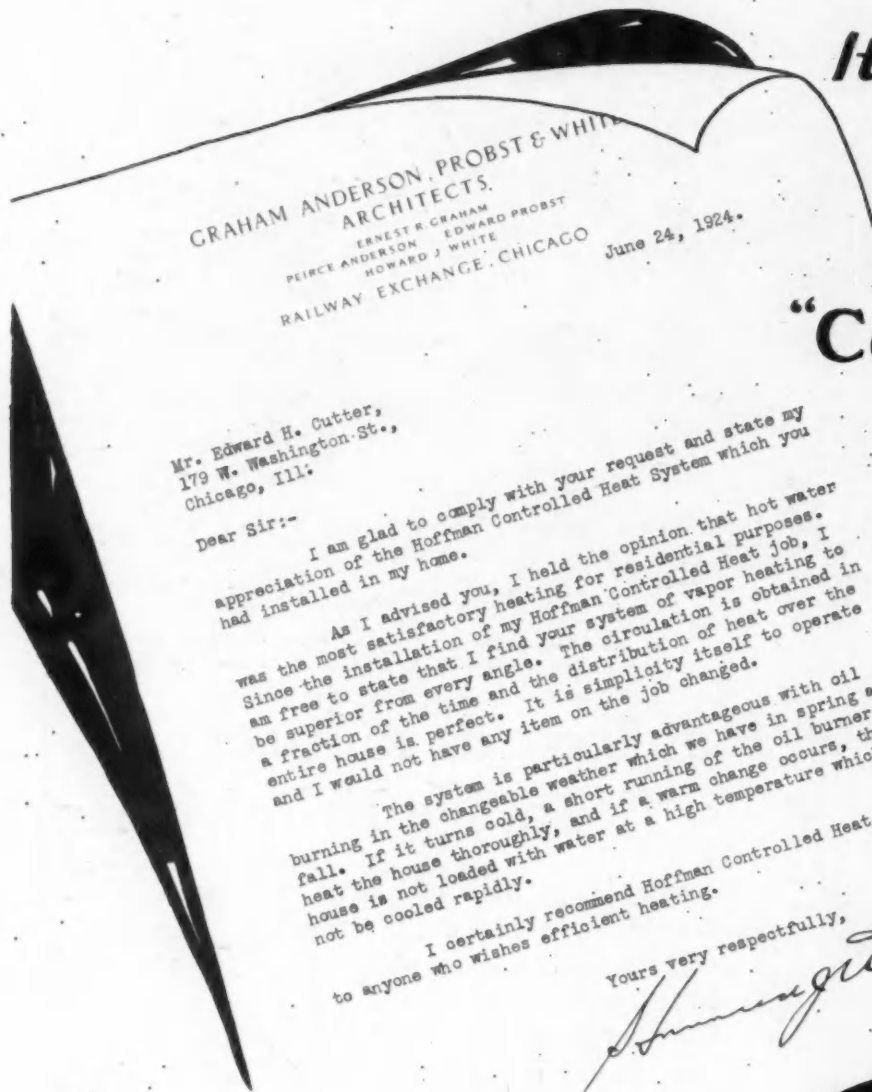 It
GRAHAM ANDERSON, PROBST & WHITE
ARCHITECTS.
ERNEST R. GRAHAM
PEIRCE ANDERSON EDWARD PROBST
HOWARD J WHITE
RAILWAY EXCHANGE, CHICAGO
June 24, 1924.
"C
Mr. Edward H. Cutter,
179 W. Washington St.,
Chicago, Ill:
Dear Sir:-
I am glad to comply with your request and state my
appreciation of the Hoffman Controlled Heat System which you
had installed in my home.
As I advised you, I held the opinion that hot water
was the most satisfactory heating for residential purposes.
Since the installation of my Hoffman Controlled Heat job, I
am free to state that I find your system of vapor heating to
be superior from every angle. The circulation is obtained in
a fraction of the time and the distribution of heat over the
entire house is perfect. It is simplicity itself to operate
and I would not have any item on the job changed.
The system is particularly advantageous with oil
burning in the changeable weather which we have in spring a
fall. If it turns cold, a short running of the oil burner
heat the house thoroughly, and if a warm change occurs, th
house is not loaded with water at a high temperature which
not be cooled rapidly.
I certainly recommend Hoffman Controlled Heat
to anyone who wishes efficient heating.
Yours very respectfully,